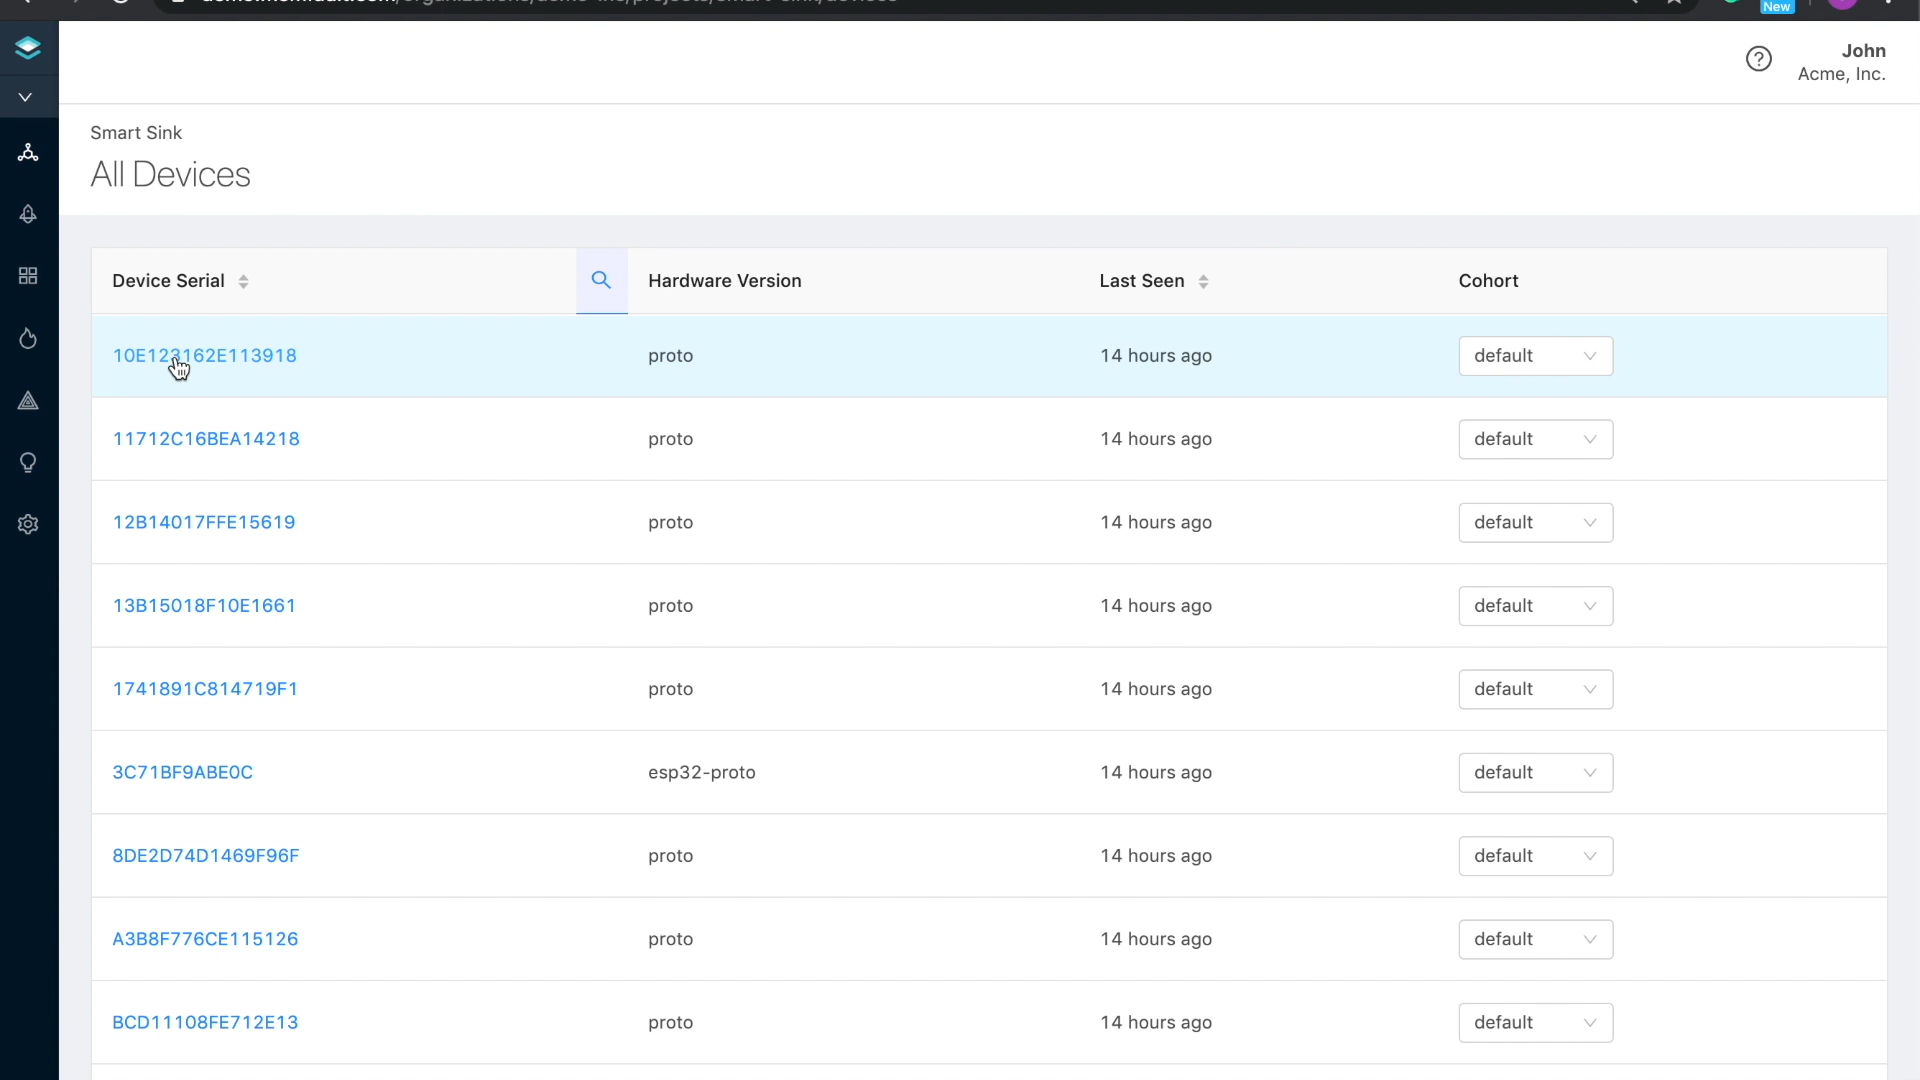 New
John
Acme, Inc.
Smart Sink
All Devices
Device Serial Hardware Version Last Seen Cohort
10E123162E113918 proto 14 hours ago default
11712C16BEA14218 proto 14 hours ago default
12B14017FFE15619 proto 14 hours ago default
13B15018F10E1661 proto 14 hours ago default
1741891C814719F1 proto 14 hours ago default
3C71BF9ABE0C esp32-proto 14 hours ago default
8DE2D74D1469F96F proto 14 hours ago default
A3B8F776CE115126 proto 14 hours ago default
BCD11108FE712E13 proto 14 hours ago default